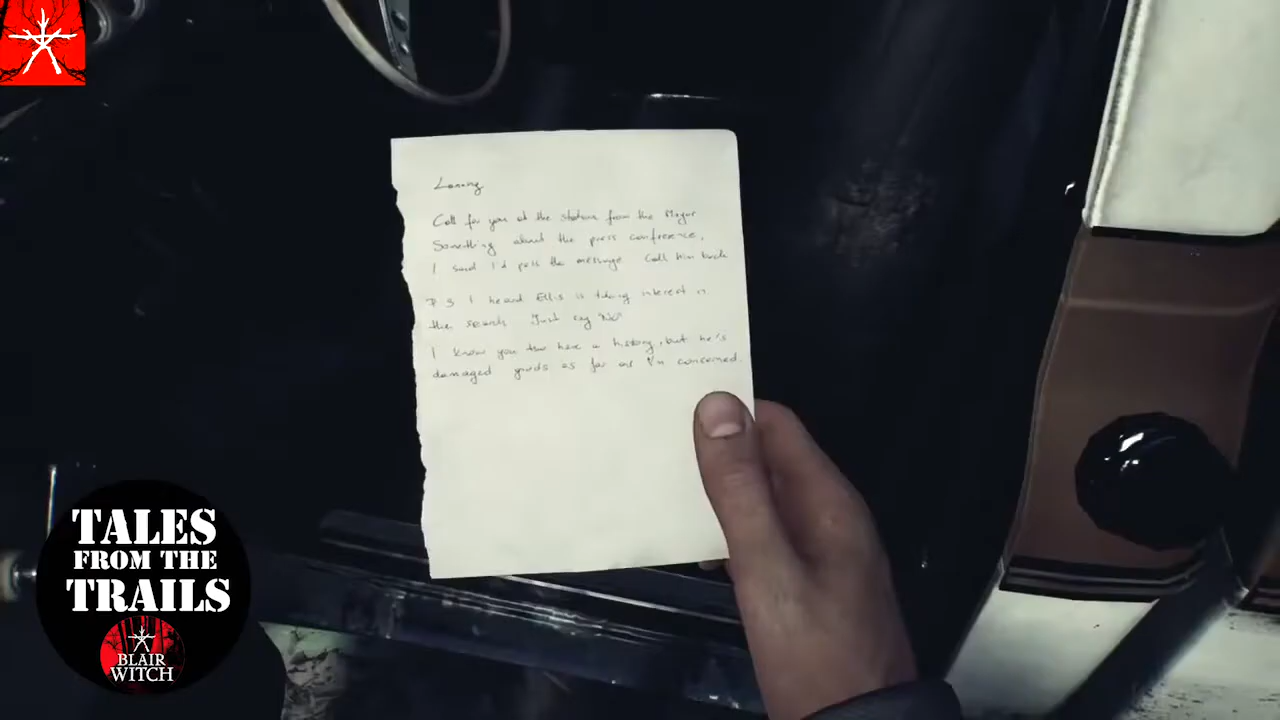 Lanning
Call for you at the station from the Mayor
Something about the press conference,
I said I'd pass the message Call him back
P S I heard Ellis is taking interest in
the search Just say "No"
I know you two have a history, but he's
damaged goods as far as I'm concerned
TALES
FROM THE
TRAILS
BLAIR
WITCH